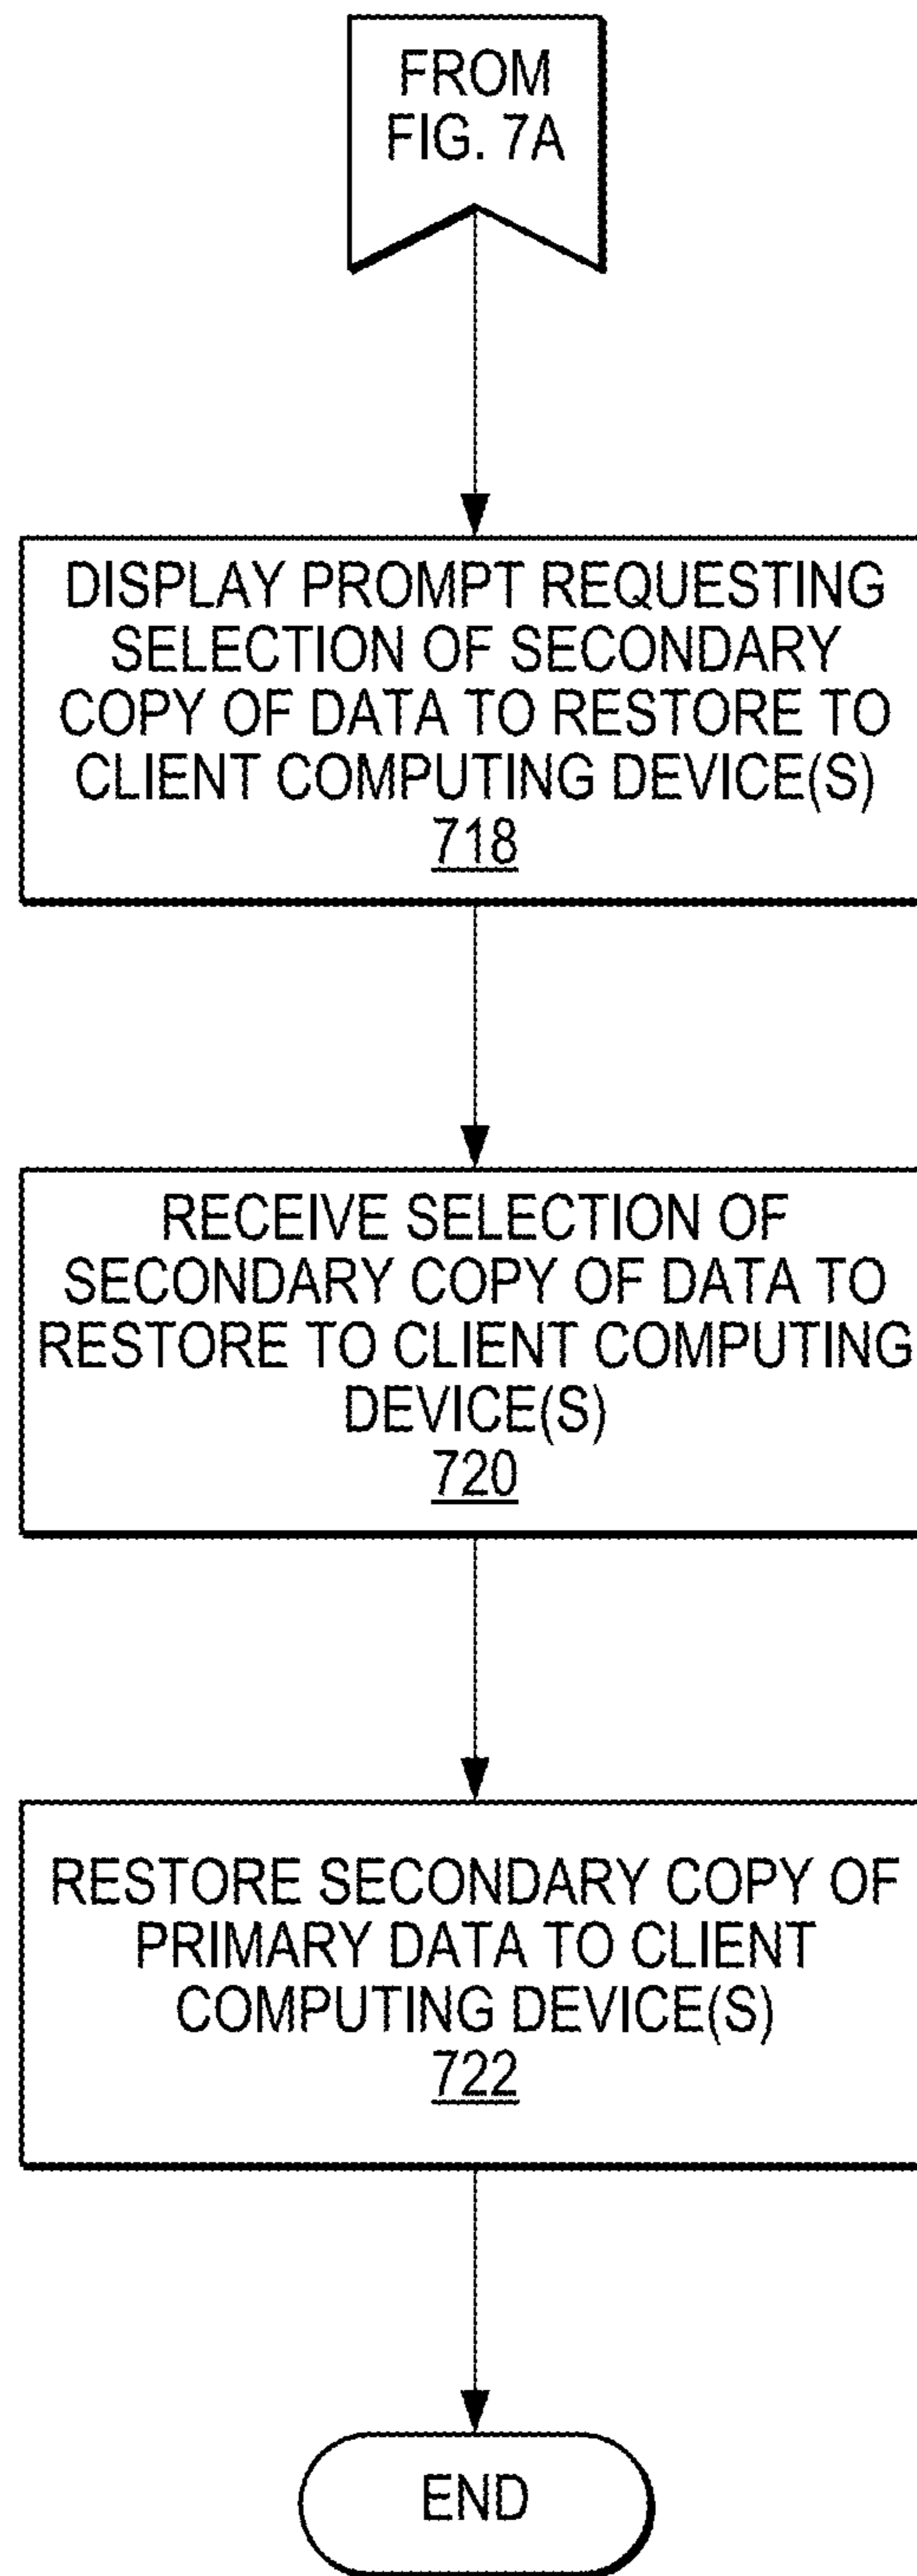 FROM
FIG. 7A
DISPLAY PROMPT REQUESTING
SELECTION OF SECONDARY
COPY OF DATA TO RESTORE TO
CLIENT COMPUTING DEVICE(S)
718
RECEIVE SELECTION OF
SECONDARY COPY OF DATA TO
RESTORE TO CLIENT COMPUTING
DEVICE(S)
720
RESTORE SECONDARY COPY OF
PRIMARY DATA TO CLIENT
COMPUTING DEVICE(S)
722
END